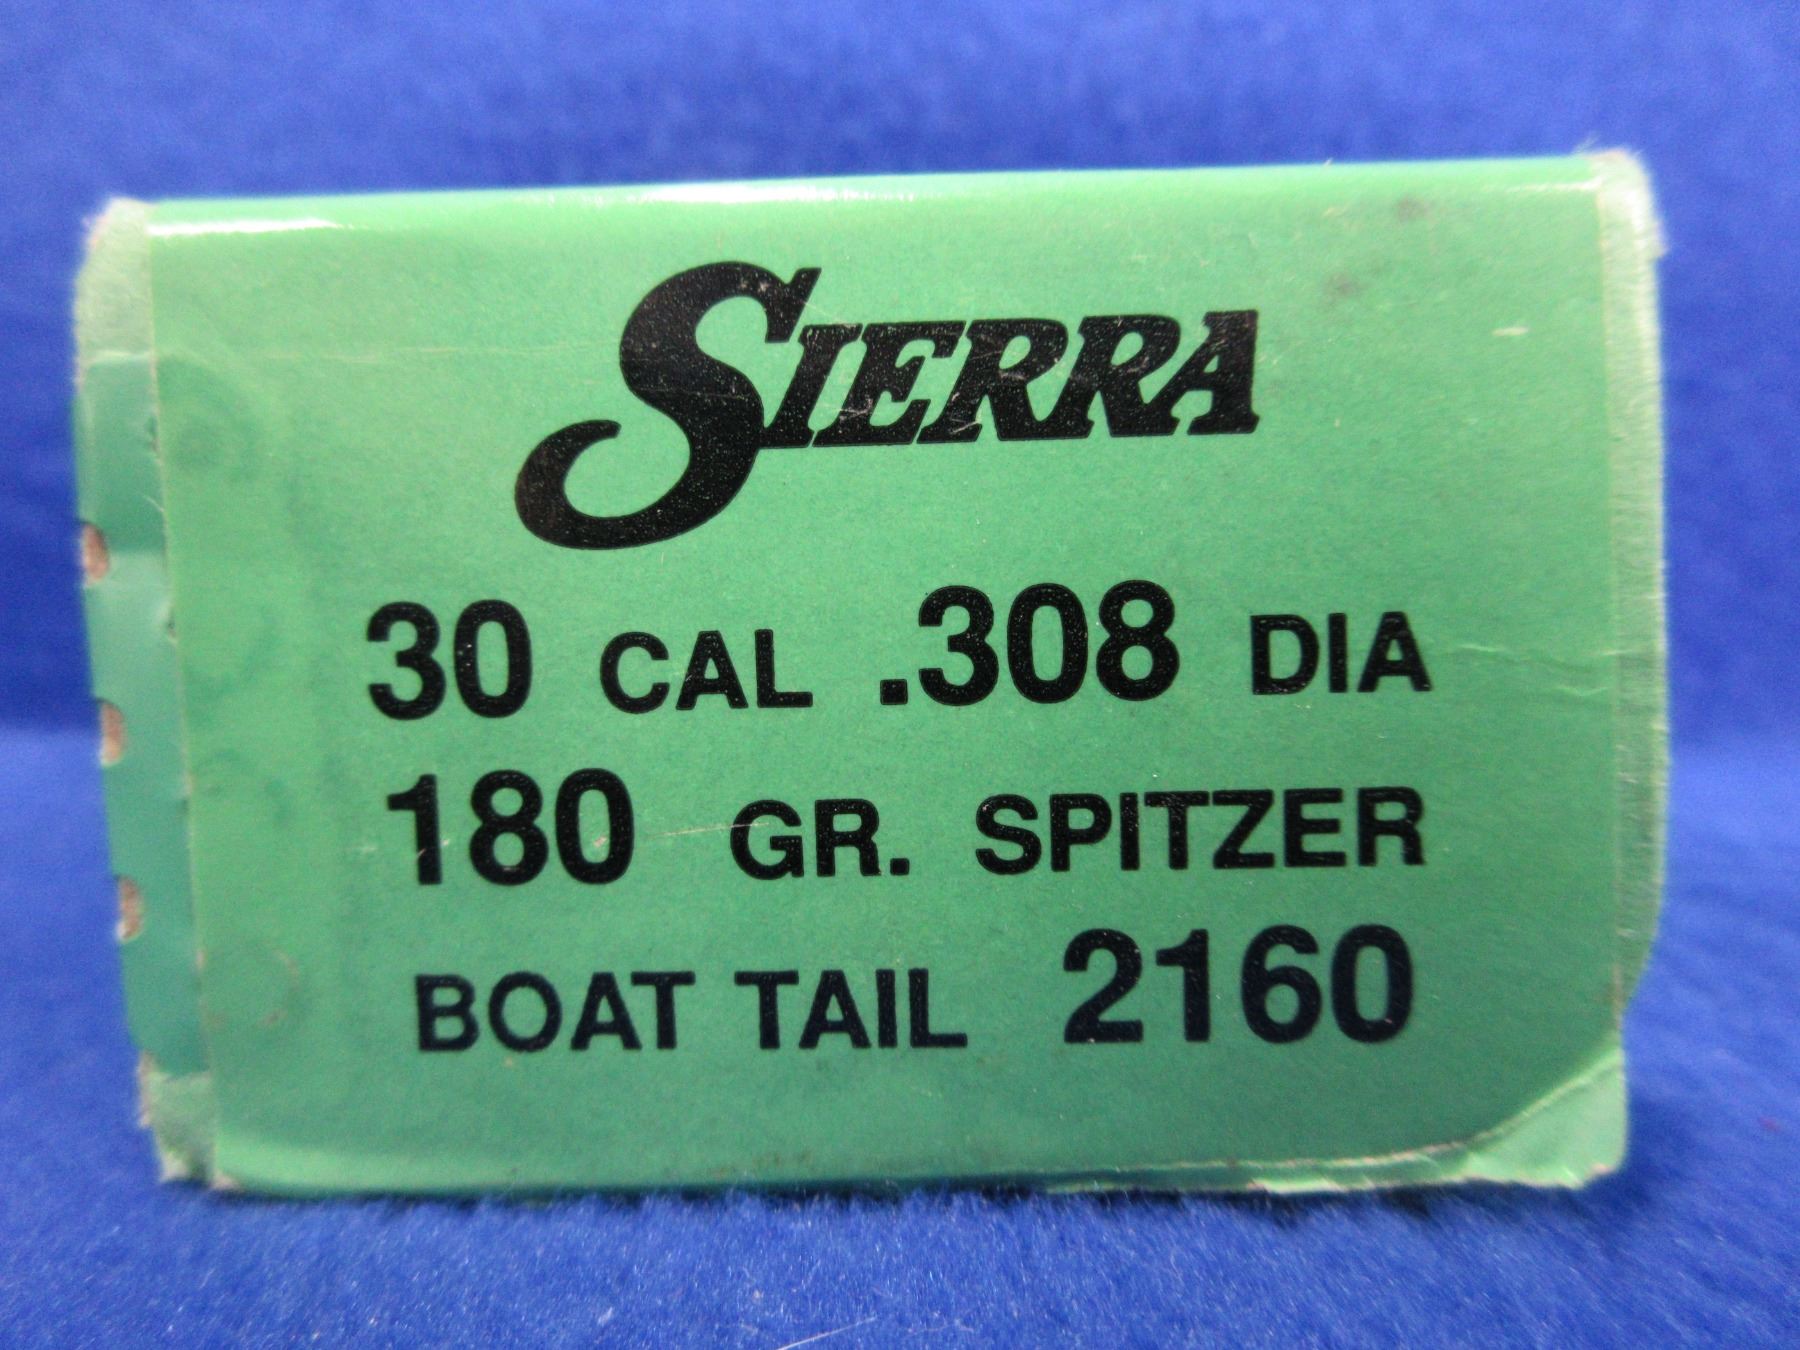 SIERRA
30 CAL .308 DIA
180 GR. SPITZER
BOAT TAIL 2160